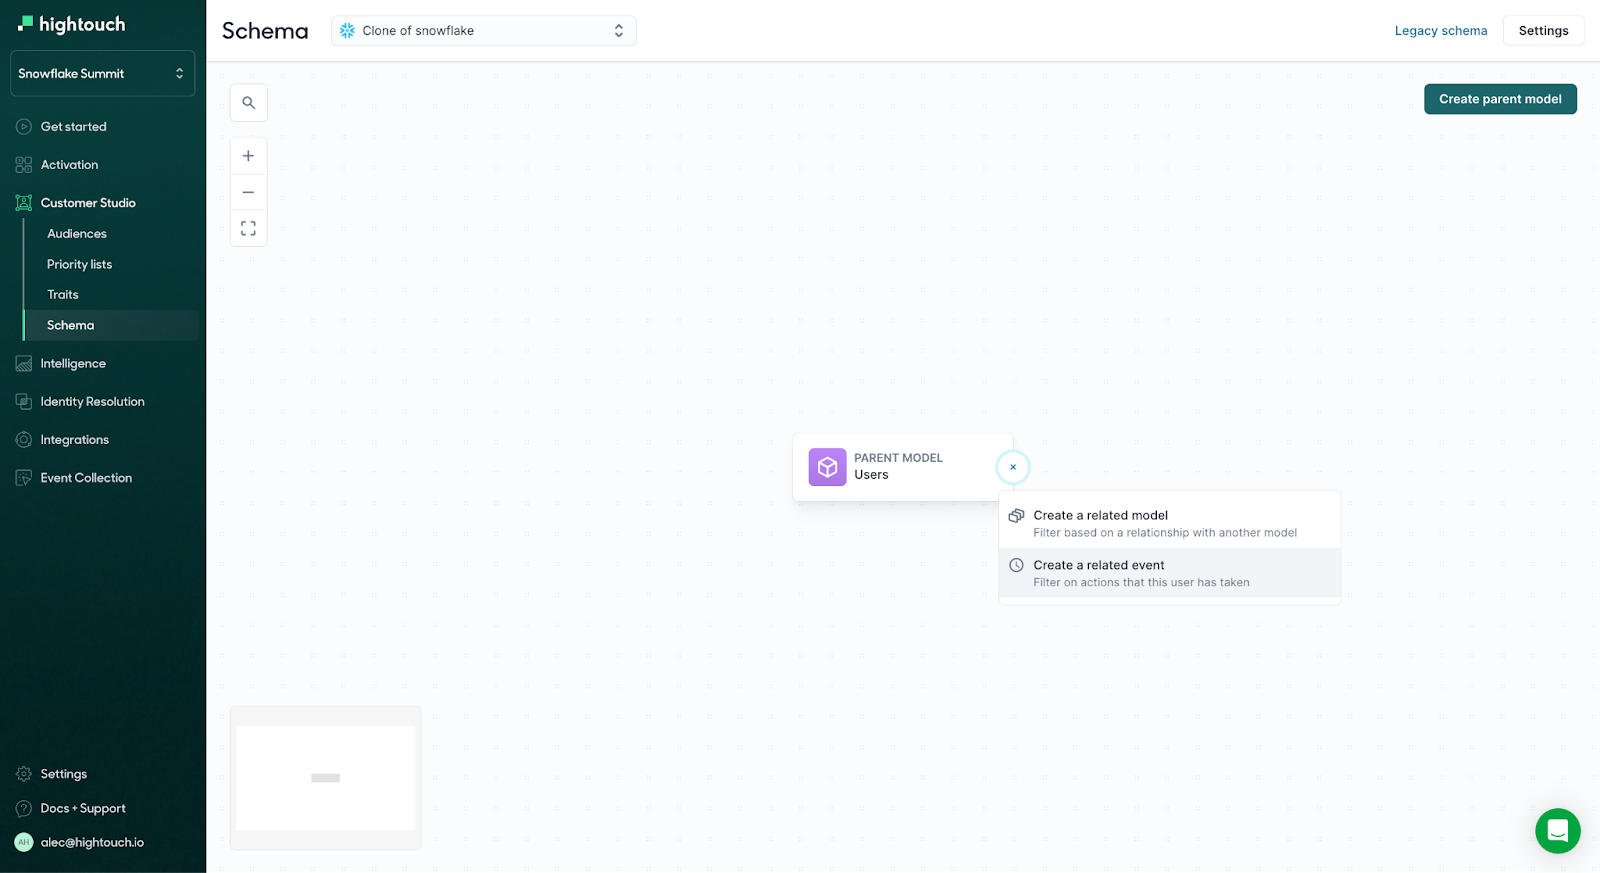 hightouch
Snowflake Summit
Get started
Activation
Customer Studio
Audiences
Priority lists
Traits
Schema
Intelligence
Identity Resolution
Integrations
Event Collection
Settings
Docs + Support
AH alec@hightouch.io
Schema
Clone of snowflake
Legacy schema
Settings
Create parent model
PARENT MODEL
Users
Create a related model
Filter based on a relationship with another model
Create a related event
Filter on actions that this user has taken